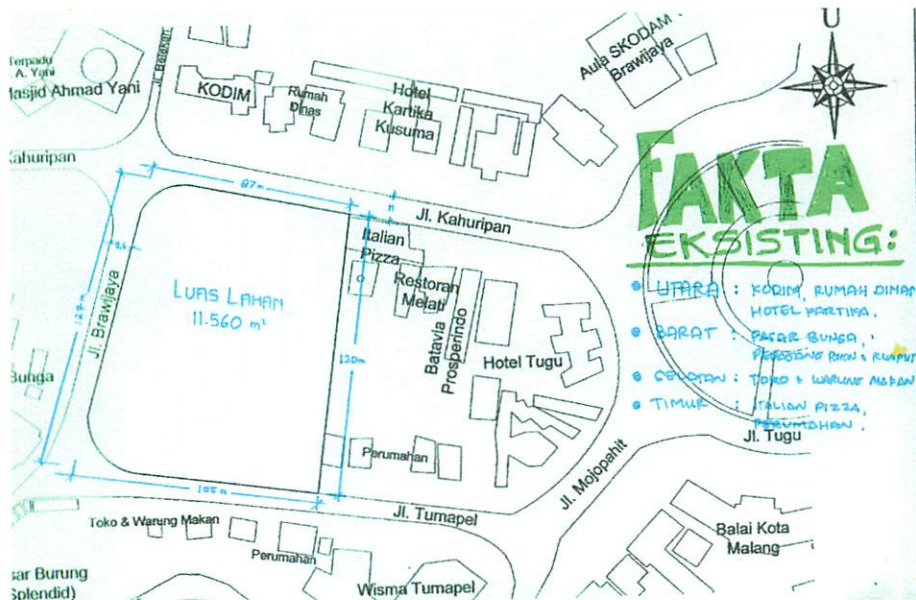 U
Terpadu
A. Yani
Masjid Ahmad Yani
KODIM
Rumah
Dinas
Hotel
Kartika
Kusuma
Aula SKODAM
Brawijaya
Kahuripan
87m
11
Jl. Kahuripan
FAKTA
EKSISTING:
Italian
Pizza
Restoran
Melati
Batavia
Prosperindo
Hotel Tugu
LUAS LAHAN
11.560 m²
Jl. Brawijaya
120m
Bunga
UTARA : KODIM, RUMAH DINAS
HOTEL KARTIKA.
BARAT : PASAR BUNGA,
SELATAN : TOKO & WARUNG MAKAN
TIMUR : ITALIAN PIZZA,
PERUMAHAN.
Jl. Tugu
Perumahan
Jl. Mojopahit
105m
Jl. Tumapel
Toko & Warung Makan
Perumahan
Balai Kota
Malang
Wisma Tumapel
sar Burung
Splendid)